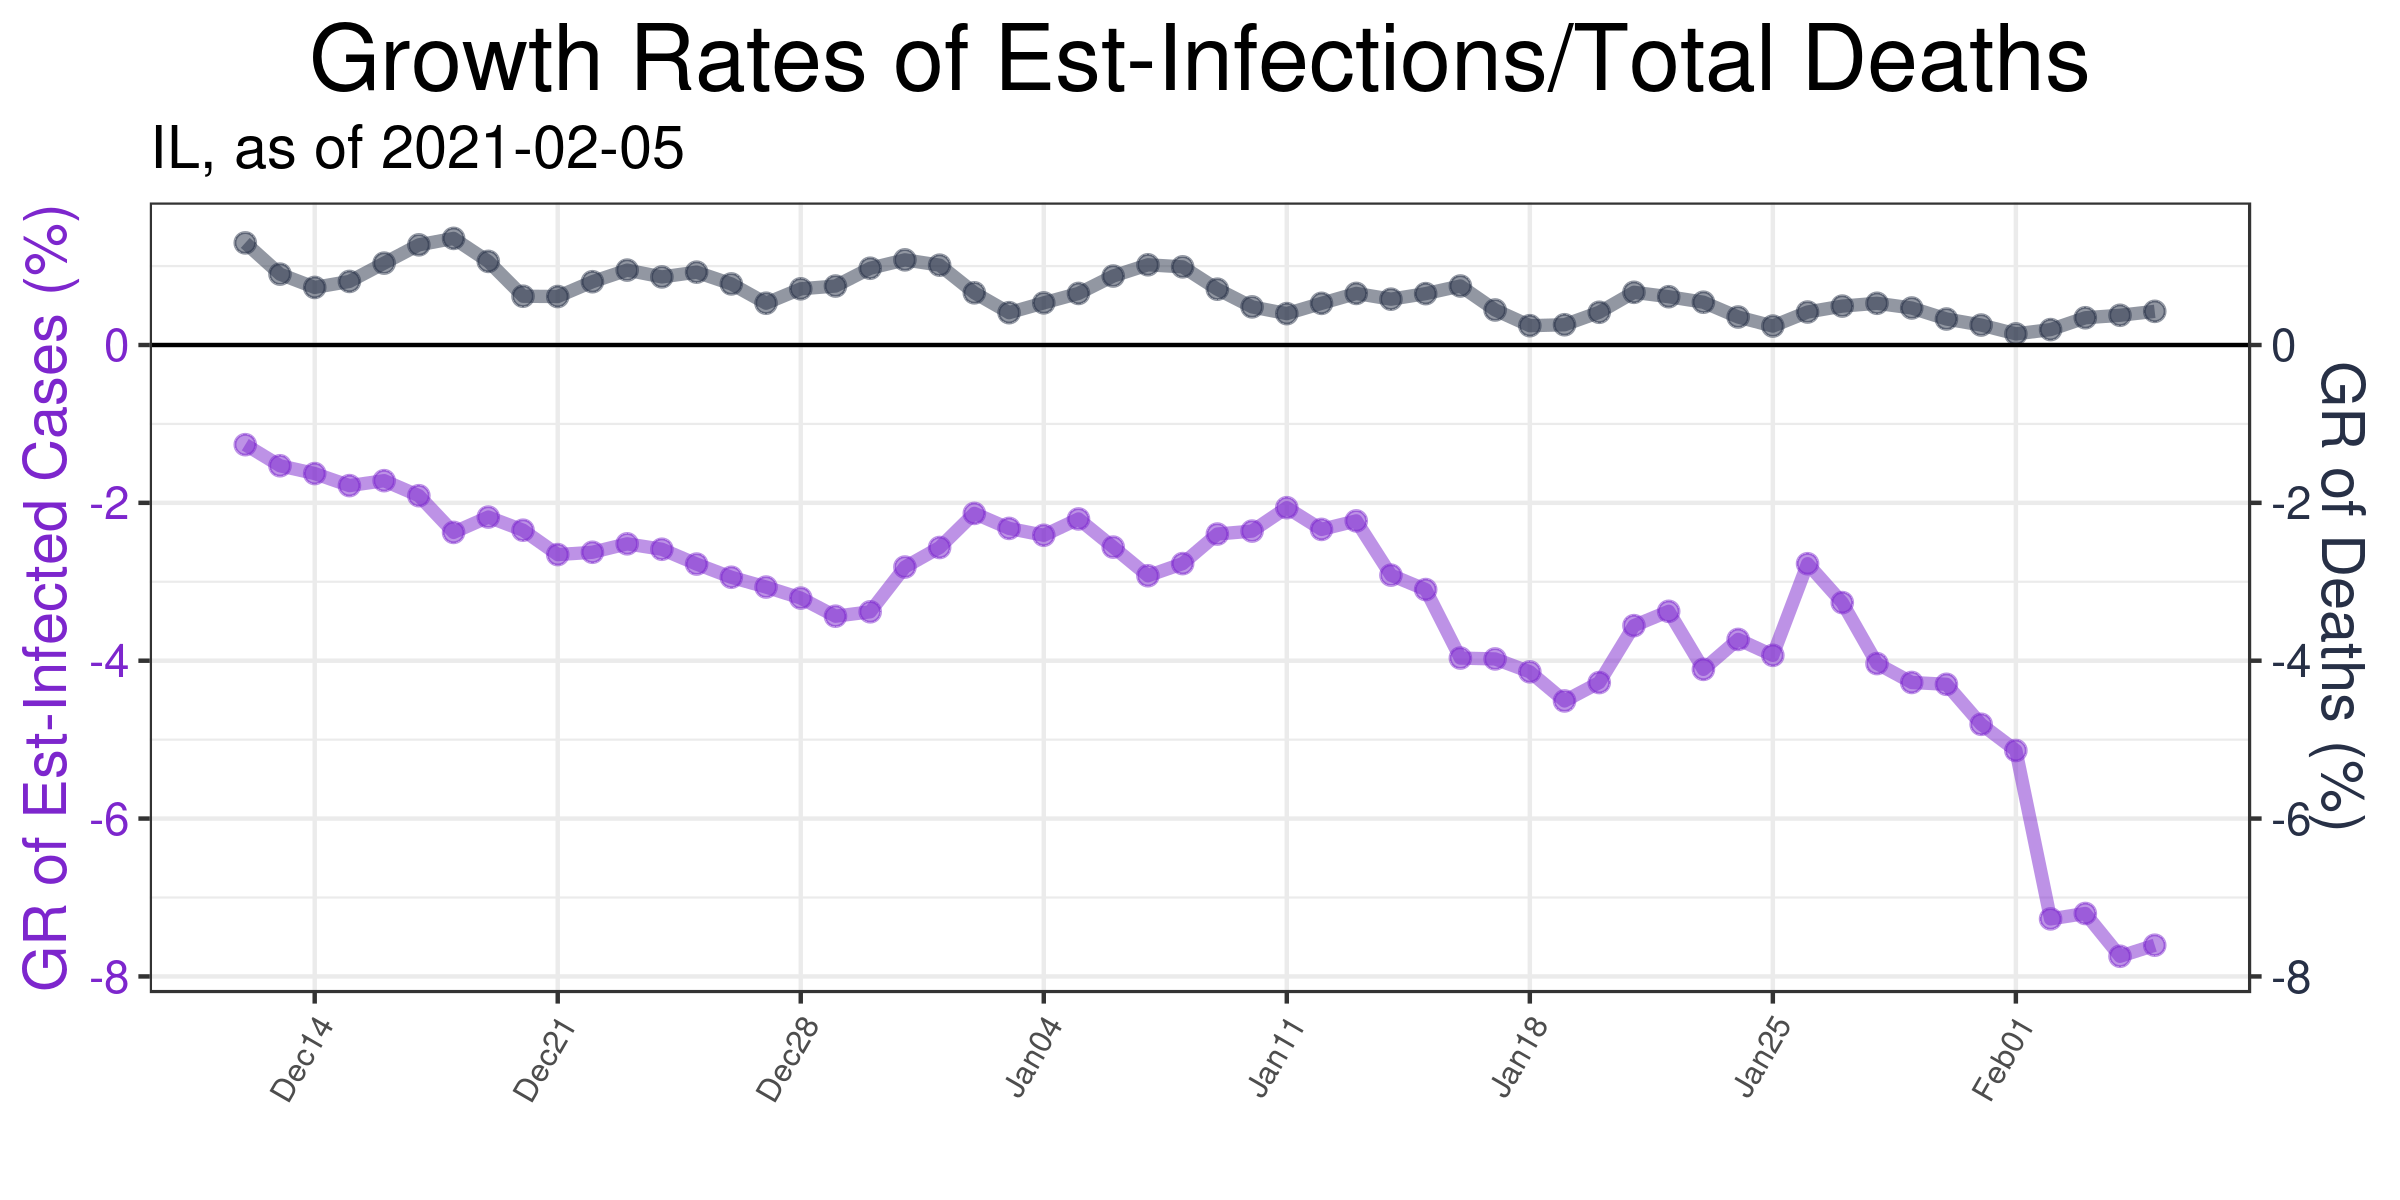 Growth Rates of Est-Infections/Total Deaths
IL, as of 2021-02-05
GR of Est-Infected Cases (%)
0
-2
-4
-6
-8
0
-2
-4
-6
-8
GR of Deaths (%)
Dec14
Dec21
Dec28
Jan04
Jan11
Jan18
Jan25
Feb01